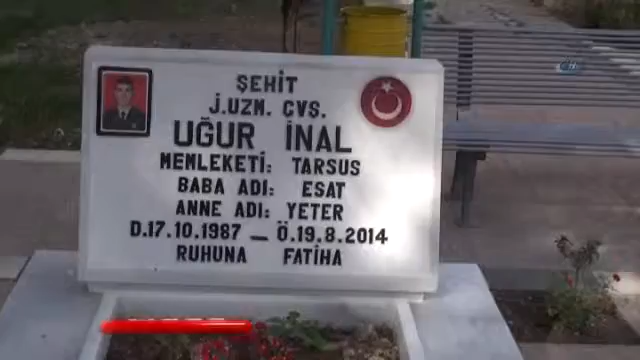 ŞEHİT
J.UZM. ÇVŞ.
UĞUR İNAL
MEMLEKETİ: TARSUS
BABA ADI: ESAT
ANNE ADI: YETER
D.17.10.1987 — Ö.19.8.2014
RUHUNA FATİHA